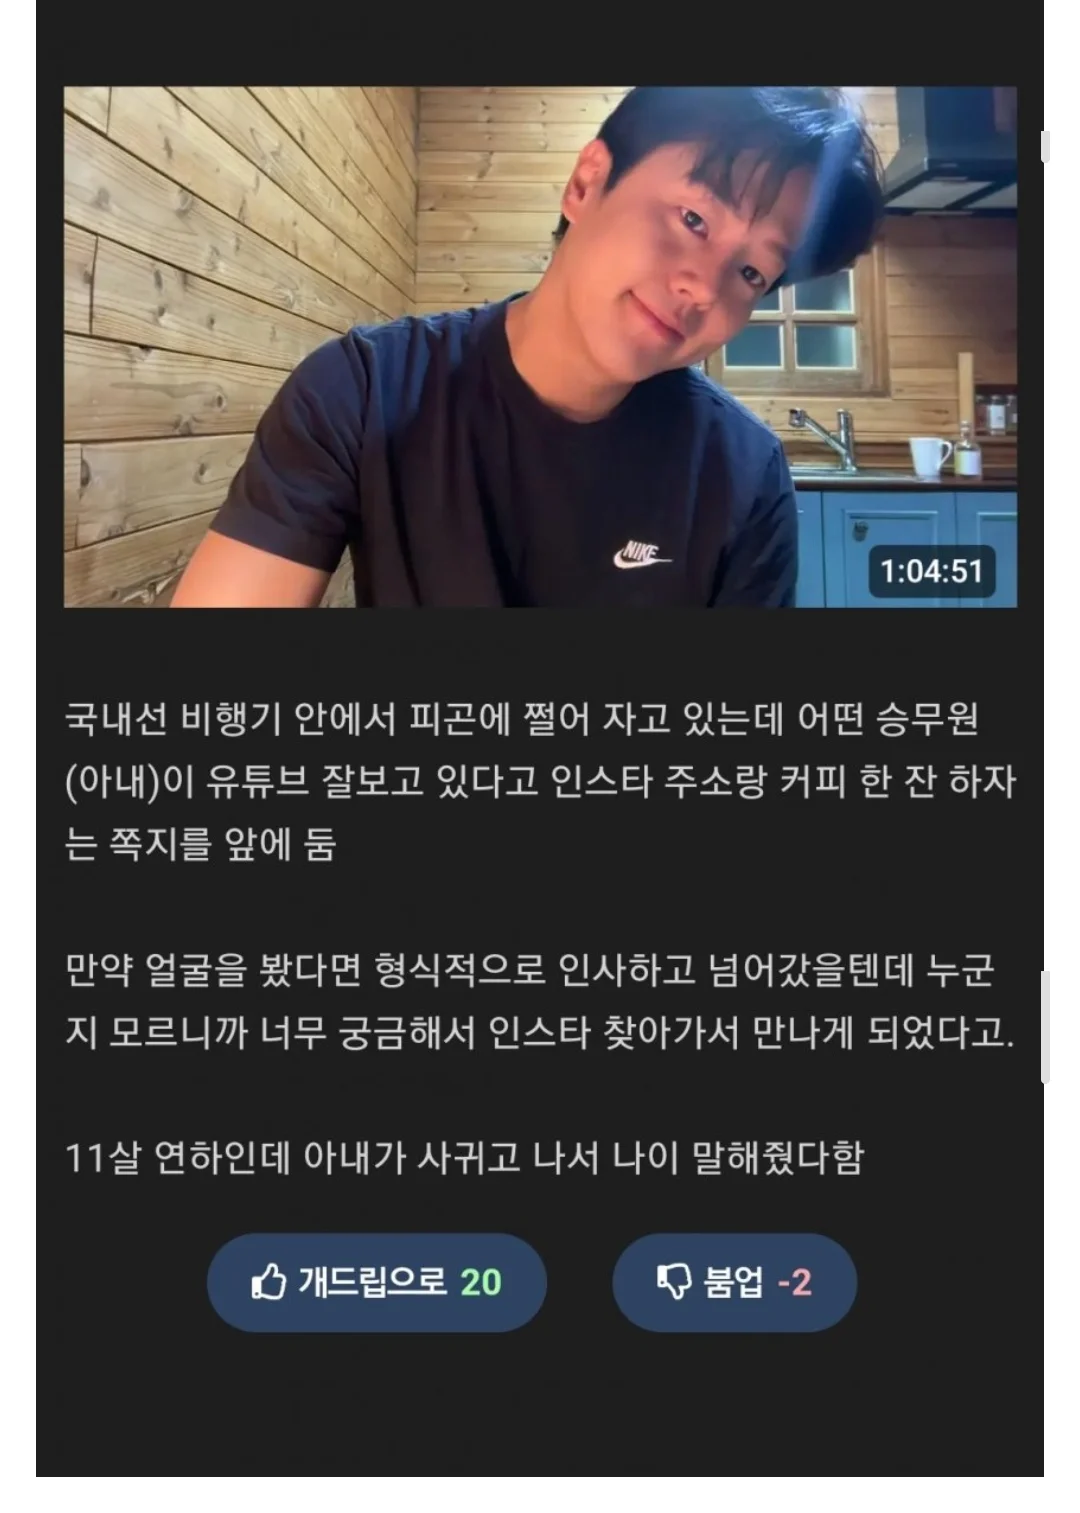 NIKE
1:04:51
국내선 비행기 안에서 피곤에 쩔어 자고 있는데 어떤 승무원
(아내)이 유튜브 잘보고 있다고 인스타 주소랑 커피 한 잔 하자
는 쪽지를 앞에 둠
만약 얼굴을 봤다면 형식적으로 인사하고 넘어갔을텐데 누군
지 모르니까 너무 궁금해서 인스타 찾아가서 만나게 되었다고.
11살 연하인데 아내가 사귀고 나서 나이 말해줬다함
개드립으로 20
붐업 -2